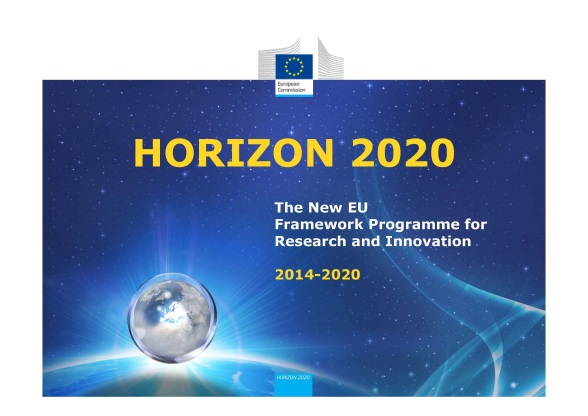 European
Commission
HORIZON 2020
The New EU
Framework Programme for
Research and Innovation
2014-2020
HORIZON 2020